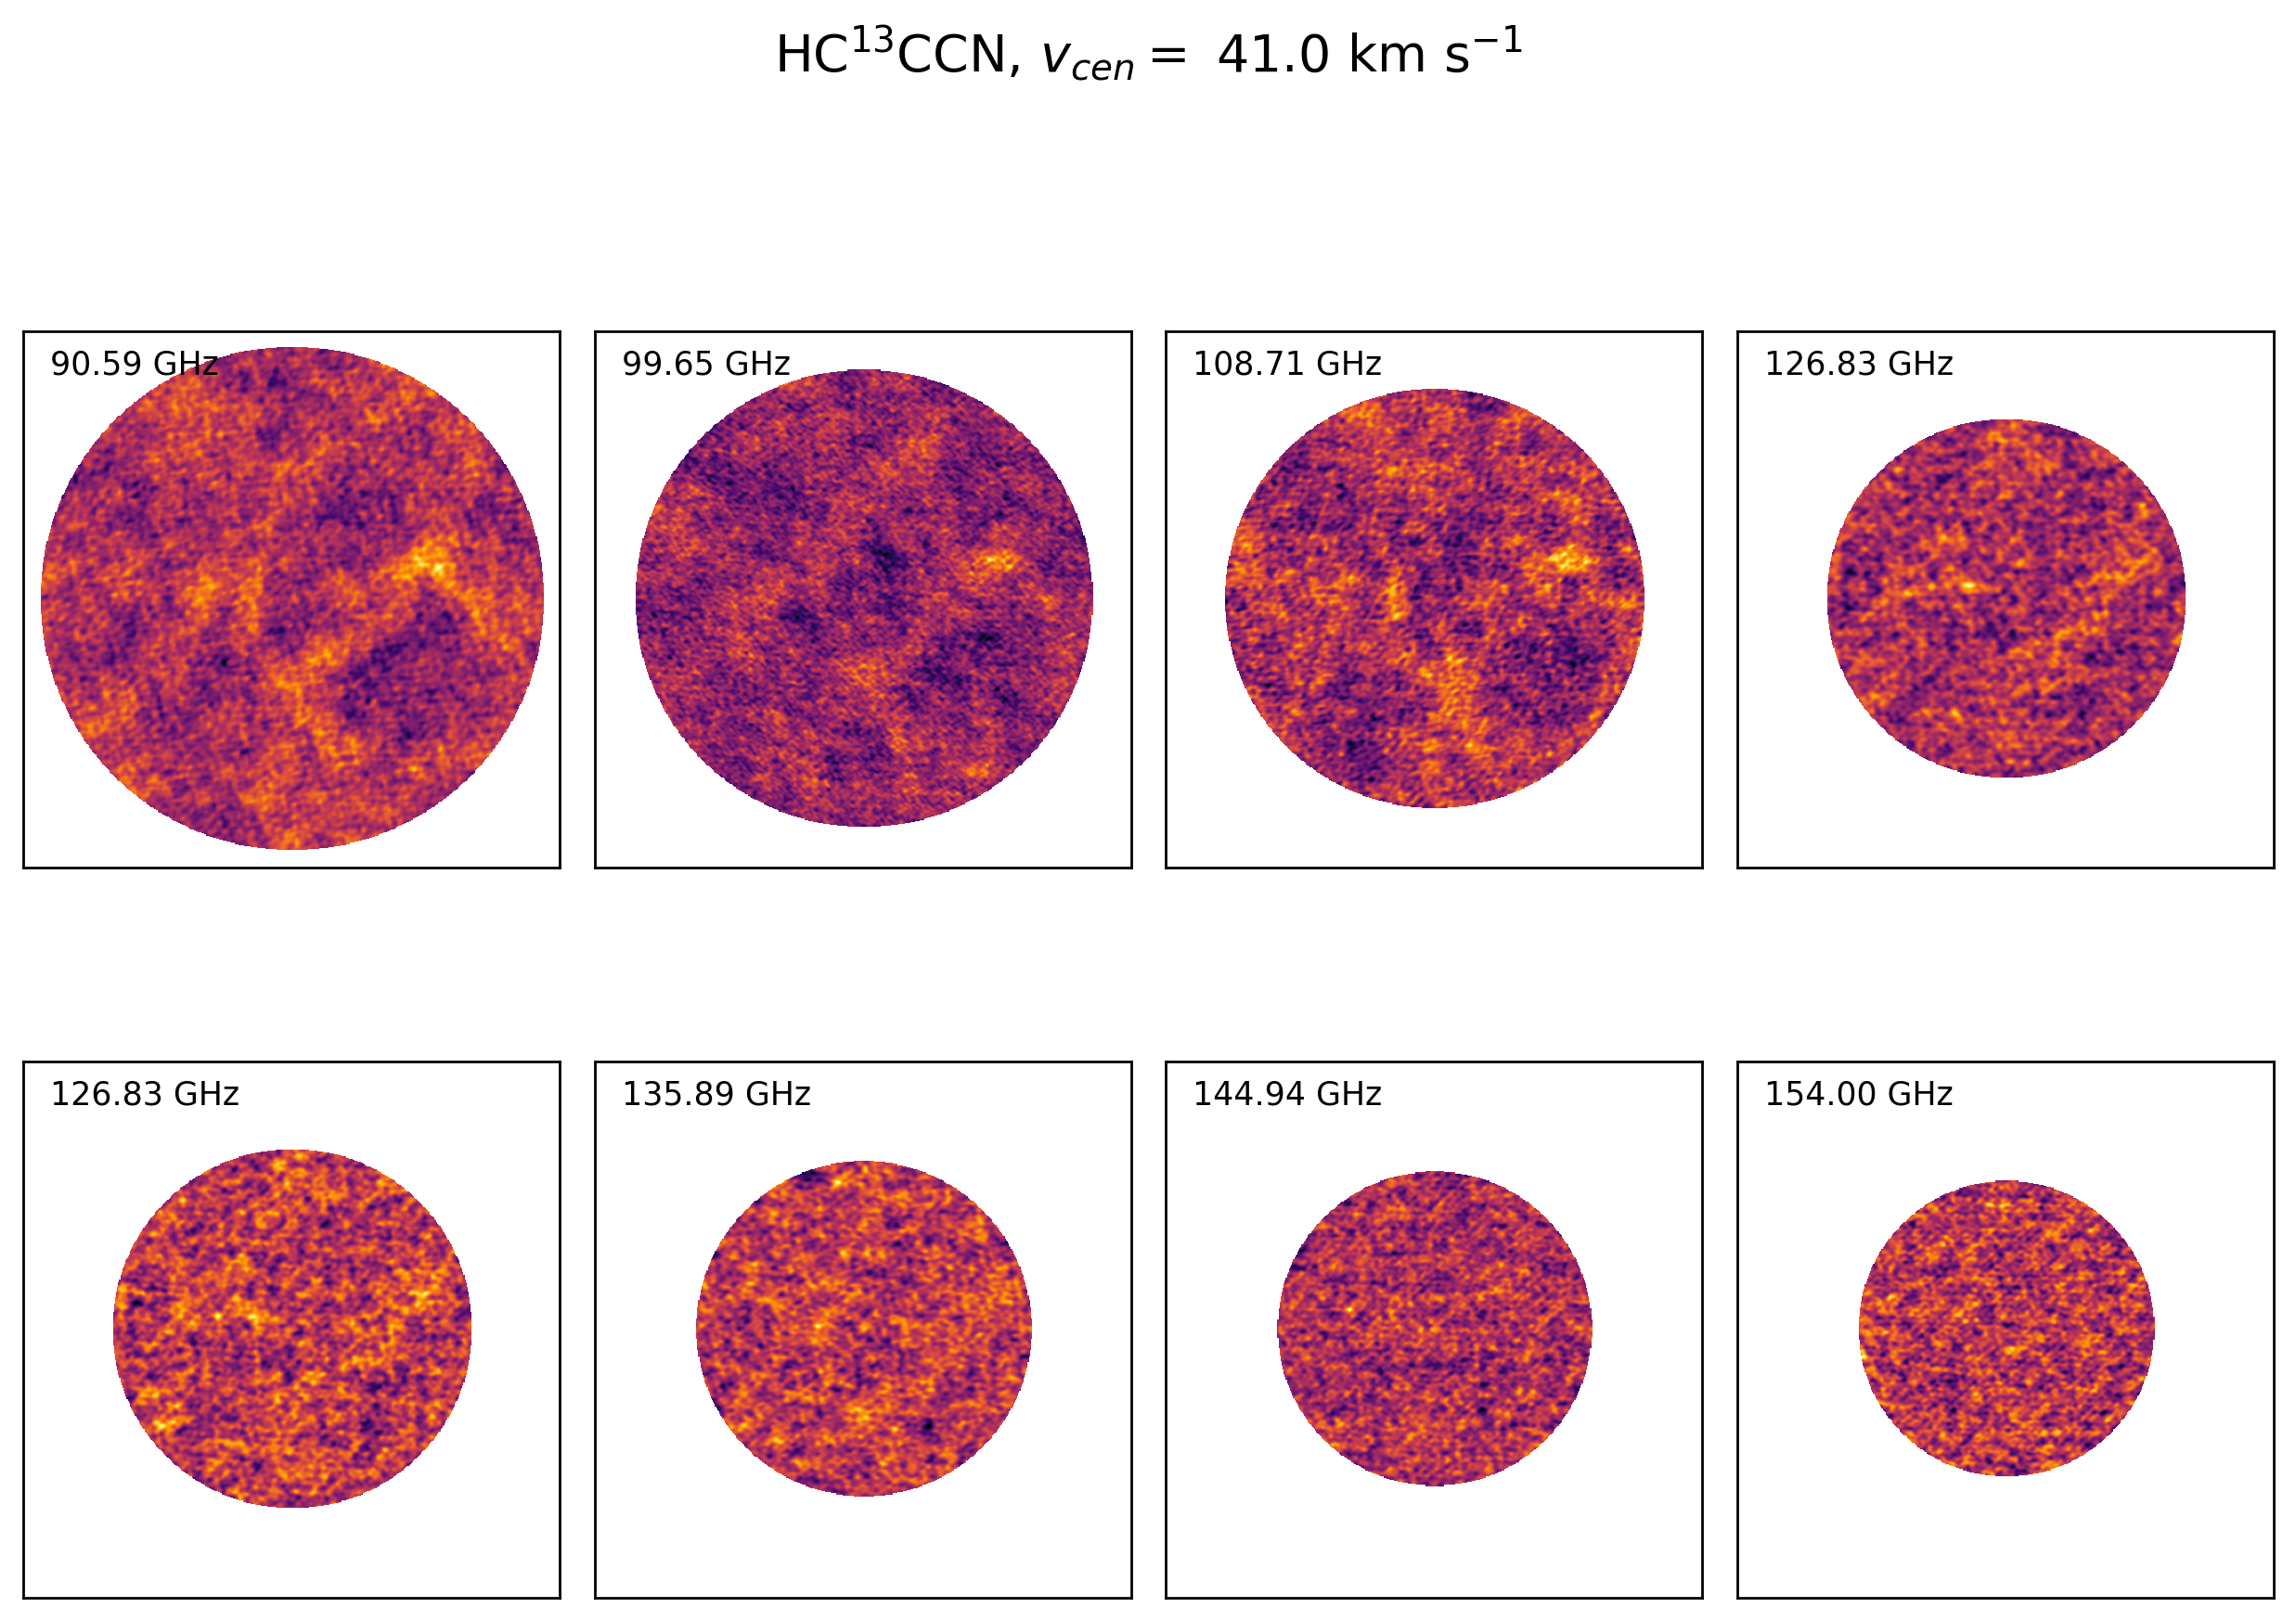 HC¹³CCN, v_cen = 41.0 km s⁻¹
90.59 GHz
99.65 GHz
108.71 GHz
126.83 GHz
126.83 GHz
135.89 GHz
144.94 GHz
154.00 GHz